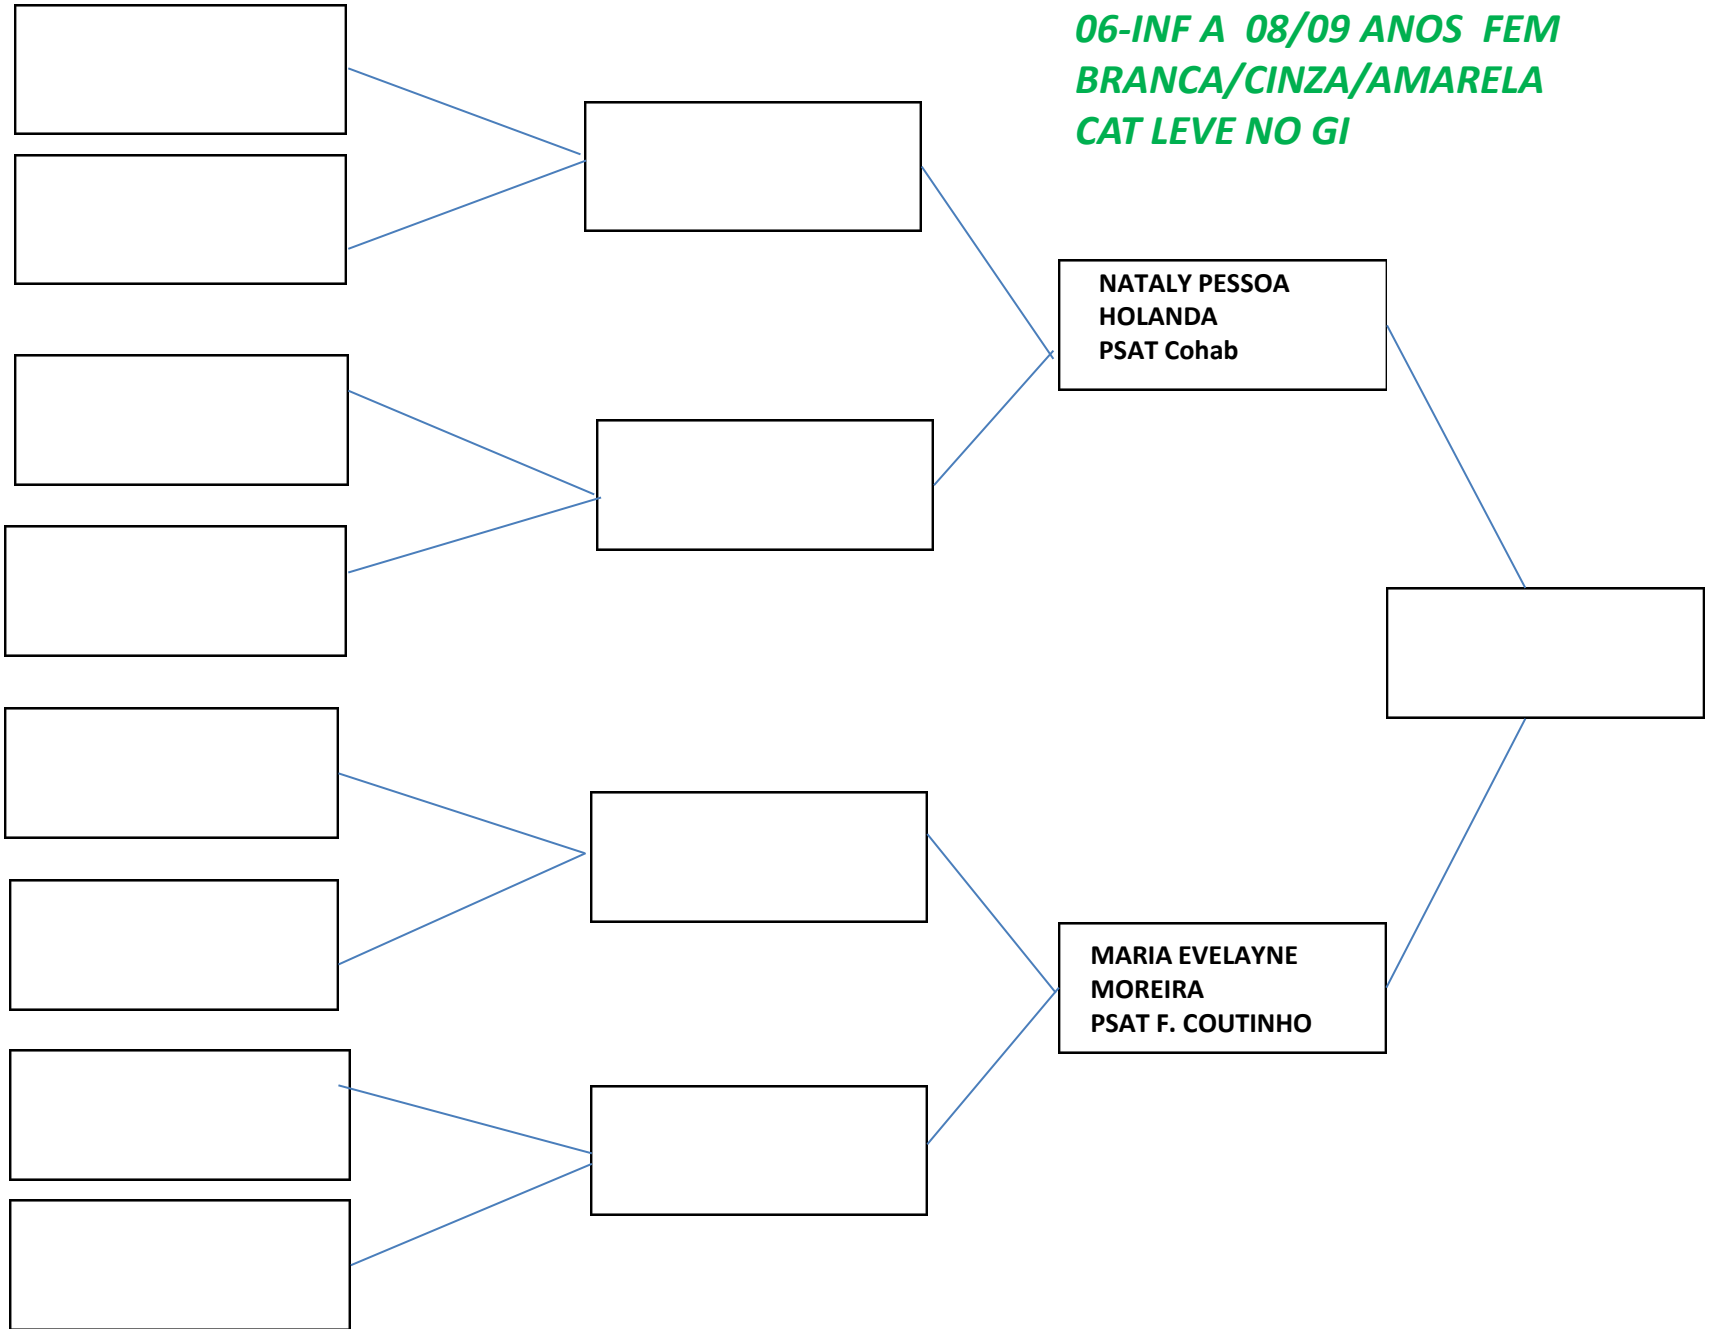 06-INF A  08/09 ANOS  FEM
BRANCA/CINZA/AMARELA
CAT LEVE NO GI
NATALY PESSOA
HOLANDA
PSAT Cohab
MARIA EVELAYNE
MOREIRA
PSAT F. COUTINHO